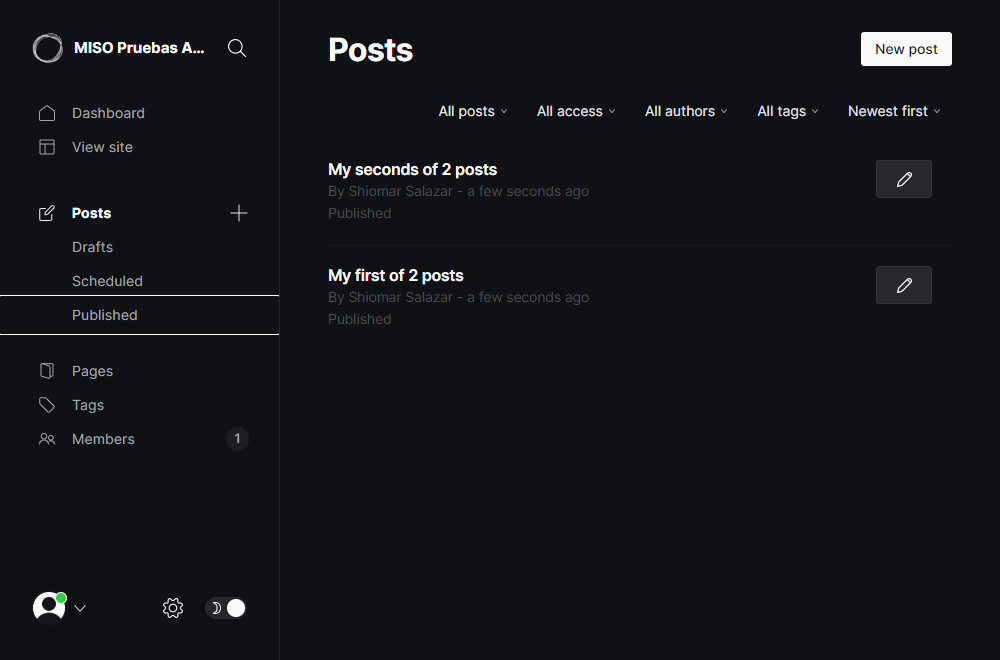 MISO Pruebas A...
Dashboard
View site
Posts
Drafts
Scheduled
Published
Pages
Tags
Members
1
Posts
New post
All posts
All access
All authors
All tags
Newest first
My seconds of 2 posts
By Shiomar Salazar - a few seconds ago
Published
My first of 2 posts
By Shiomar Salazar - a few seconds ago
Published